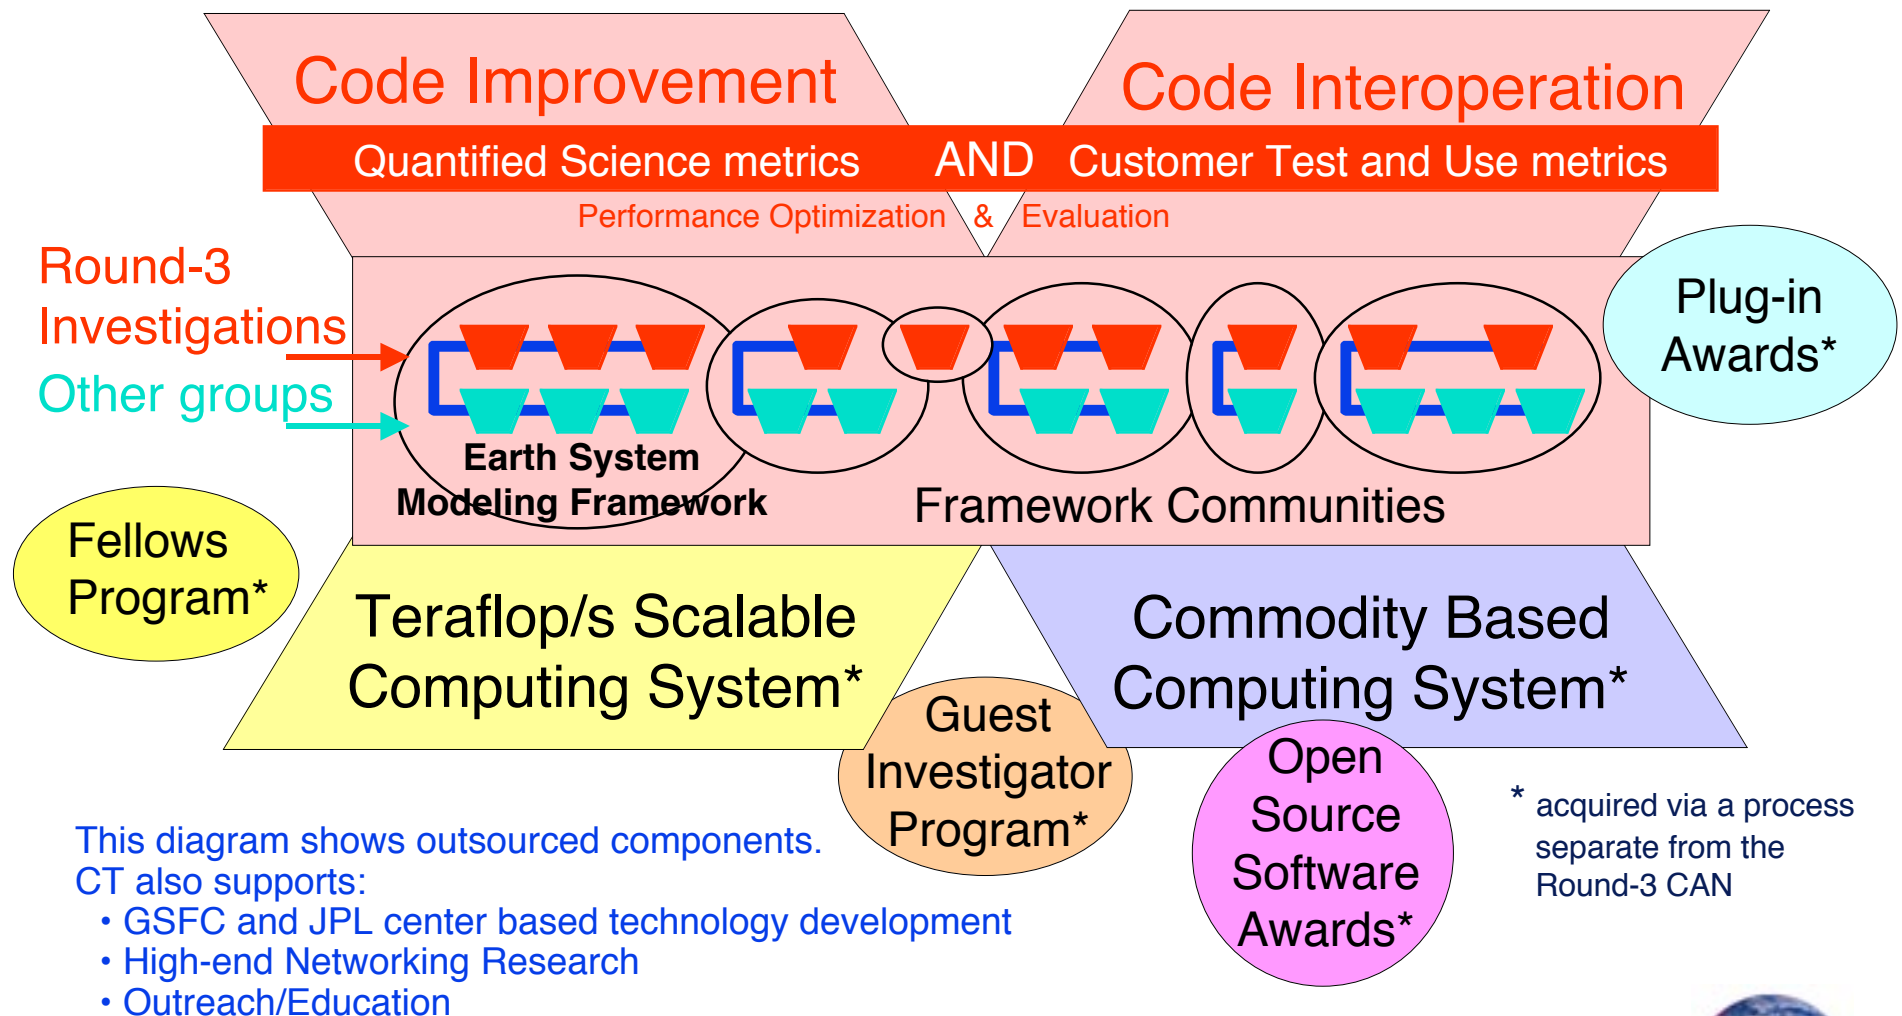 Code Improvement
Code Interoperation
Quantified Science metrics AND Customer Test and Use metrics
Performance Optimization & Evaluation
Round-3
Investigations
Other groups
Plug-in
Awards*
Earth System
Modeling Framework
Framework Communities
Fellows
Program*
Teraflop/s Scalable
Computing System*
Commodity Based
Computing System*
Guest
Investigator
Program*
Open
Source
Software
Awards*
* acquired via a process
separate from the
Round-3 CAN
This diagram shows outsourced components.
CT also supports:
• GSFC and JPL center based technology development
• High-end Networking Research
• Outreach/Education